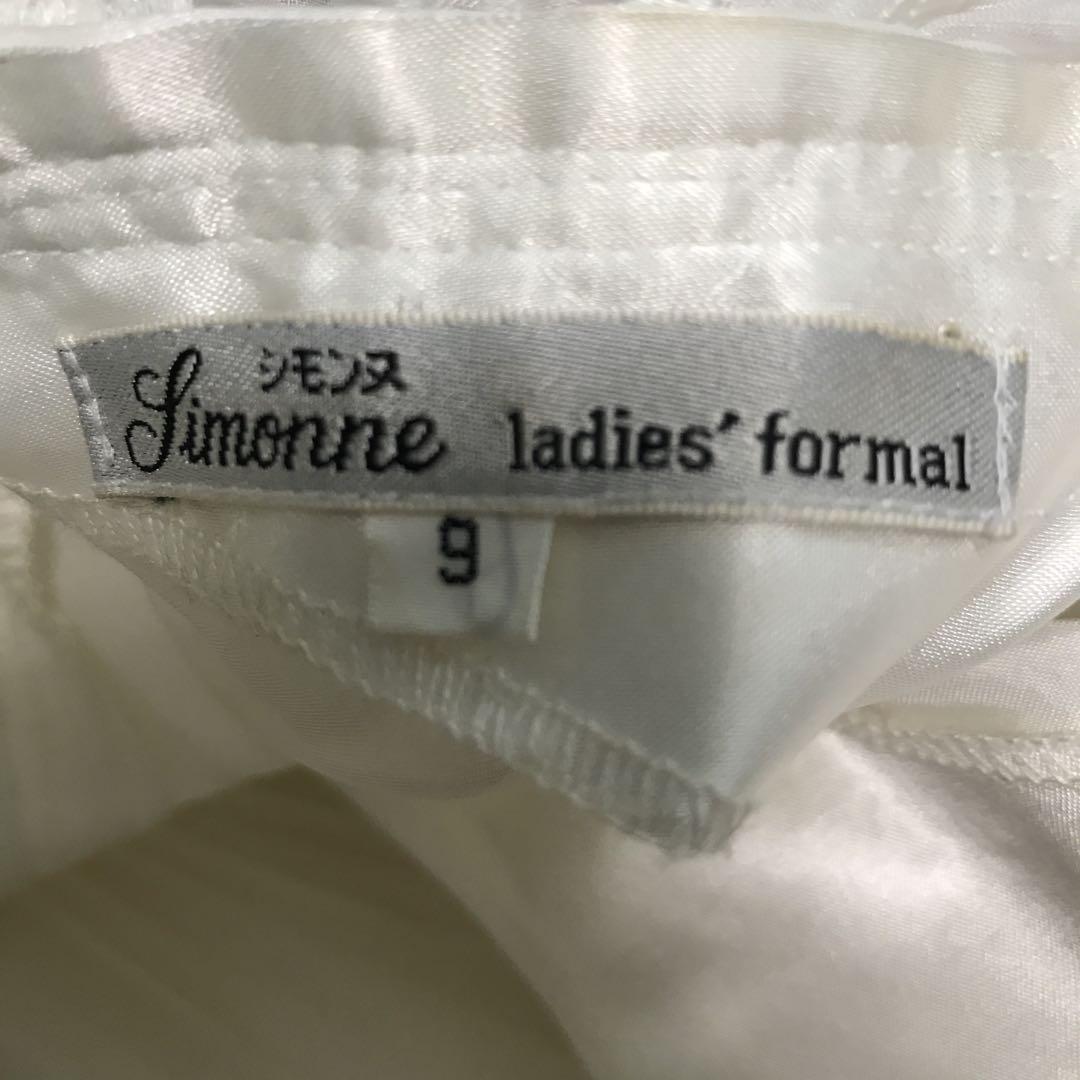 シモンヌ
Simonne ladies' formal
9